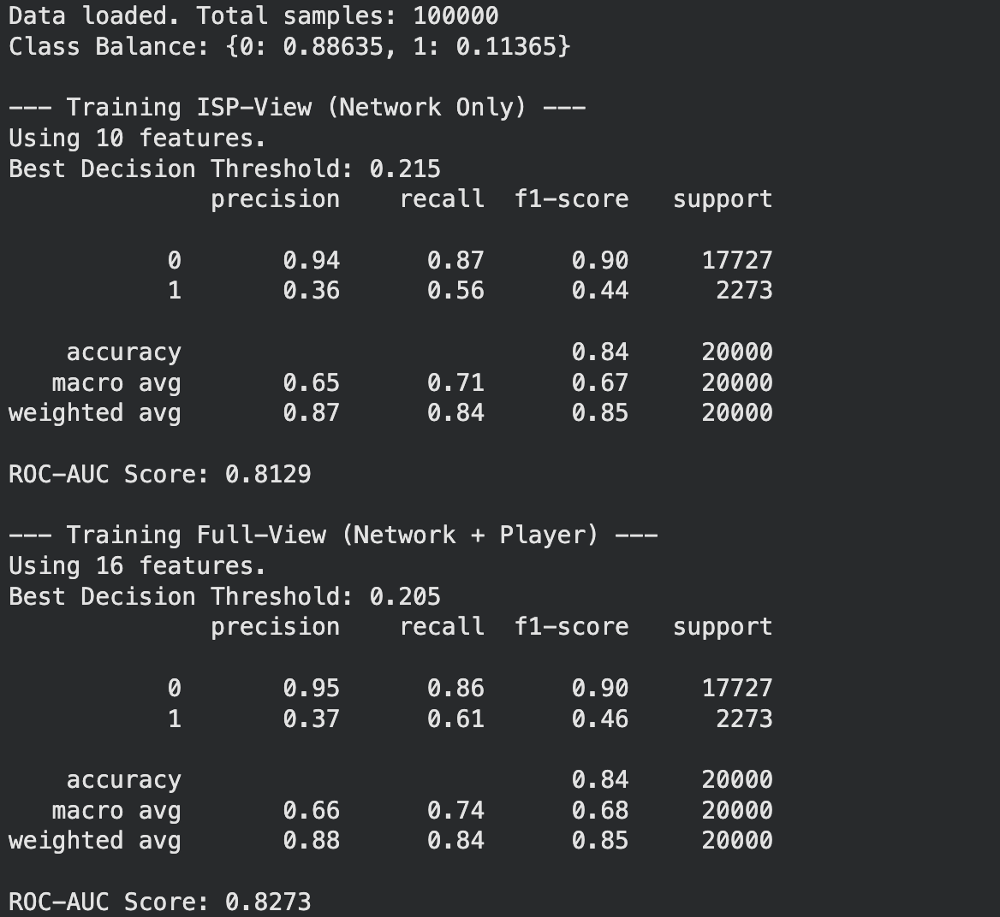 Data loaded. Total samples: 100000
Class Balance: {0: 0.88635, 1: 0.11365}
--- Training ISP-View (Network Only) ---
Using 10 features.
Best Decision Threshold: 0.215
precision recall f1-score support
0 0.94 0.87 0.90 17727
1 0.36 0.56 0.44 2273
accuracy 0.84 20000
macro avg 0.65 0.71 0.67 20000
weighted avg 0.87 0.84 0.85 20000
ROC-AUC Score: 0.8129
--- Training Full-View (Network + Player) ---
Using 16 features.
Best Decision Threshold: 0.205
precision recall f1-score support
0 0.95 0.86 0.90 17727
1 0.37 0.61 0.46 2273
accuracy 0.84 20000
macro avg 0.66 0.74 0.68 20000
weighted avg 0.88 0.84 0.85 20000
ROC-AUC Score: 0.8273